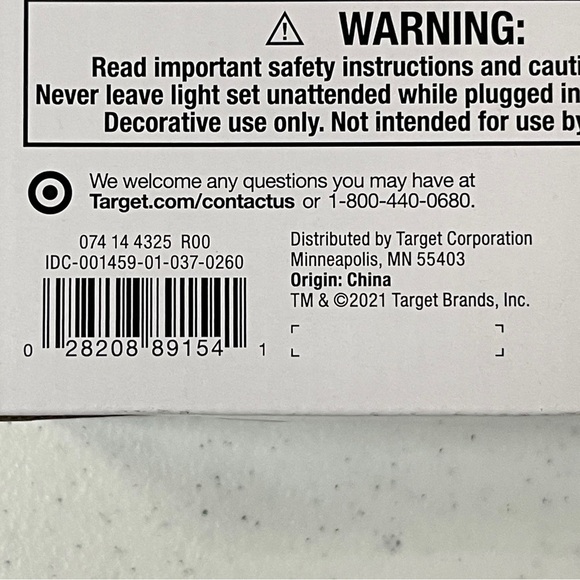 WARNING:
Read important safety instructions and cauti
Never leave light set unattended while plugged in
Decorative use only. Not intended for use by
We welcome any questions you may have at
Target.com/contactus or 1-800-440-0680.
074 14 4325 R00
IDC-001459-01-037-0260
0 28208 89154 1
Distributed by Target Corporation
Minneapolis, MN 55403
Origin: China
TM & ©2021 Target Brands, Inc.